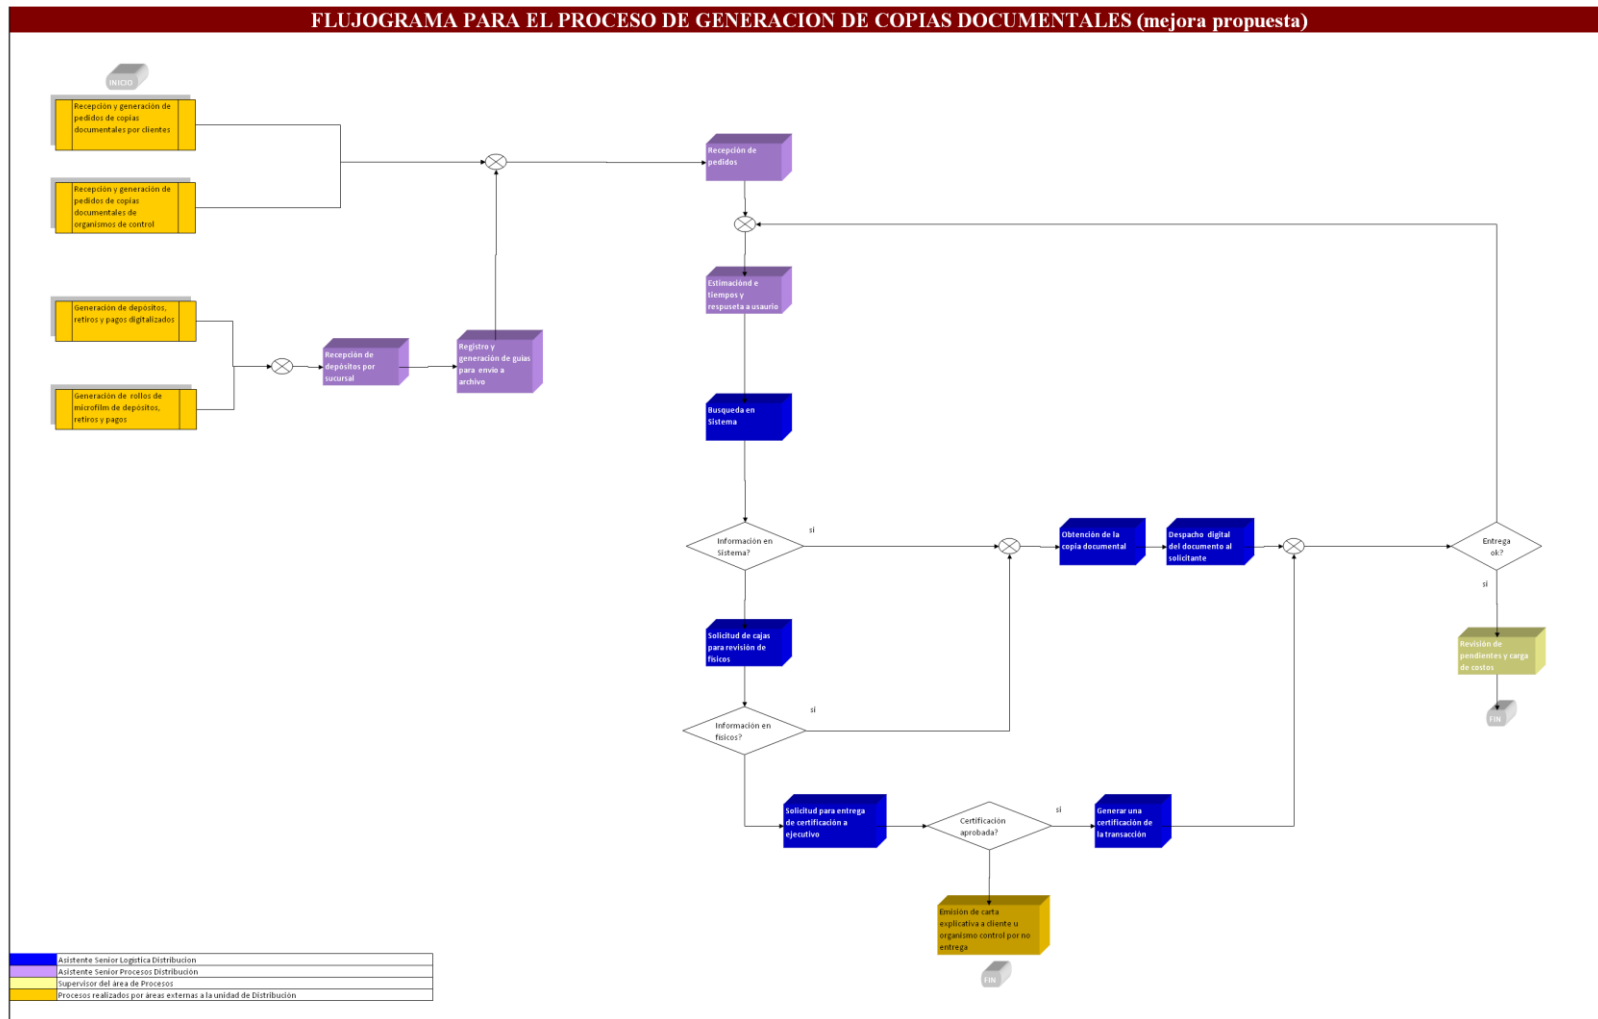 FLUJOGRAMA PARA EL PROCESO DE GENERACION DE COPIAS DOCUMENTALES (mejora propuesta)
INICIO
Recepción y generación de
pedidos de copias
documentales por clientes
Recepción y generación de
pedidos de copias
documentales de
organismos de control
Generación de depósitos,
retiros y pagos digitalizados
Generación de rollos de
microfilm de depósitos,
retiros y pagos
Recepción de
depósitos por
sucursal
Registro y
generación de guías
para envío a
archivo
Recepción de
pedidos
Estimaciónd e
tiempos y
respuseta a usaurio
Busqueda en
Sistema
Información en
Sistema?
si
Obtención de la
copia documental
Despacho digital
del documento al
solicitante
Entrega
ok?
si
Revisión de
pendientes y carga
de costos
FIN
Solicitud de cajas
para revisión de
físicos
Información en
físicos?
si
Solicitud para entrega
de certificación a
ejecutivo
Certificación
aprobada?
si
Generar una
certificación de
la transacción
Emisión de carta
explicativa a cliente u
organismo control por no
entrega
FIN
Asistente Senior Logistica Distribucion
Asistente Senior Procesos Distribución
Supervisor del área de Procesos
Procesos realizados por áreas externas a la unidad de Distribución